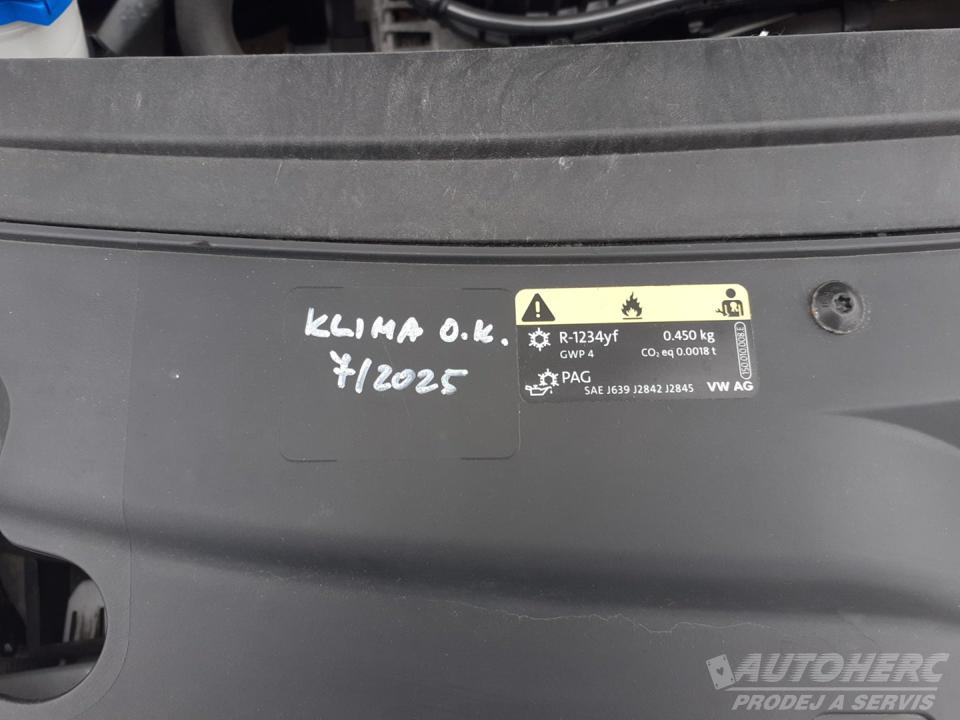 KLIMA O.K.
7/2025
R-1234yf 0.450 kg
GWP 4 CO₂ eq 0.0018 t
PAG
SAE J639 J2842 J2845 VW AG
AUTOHERC
PRODEJ A SERVIS